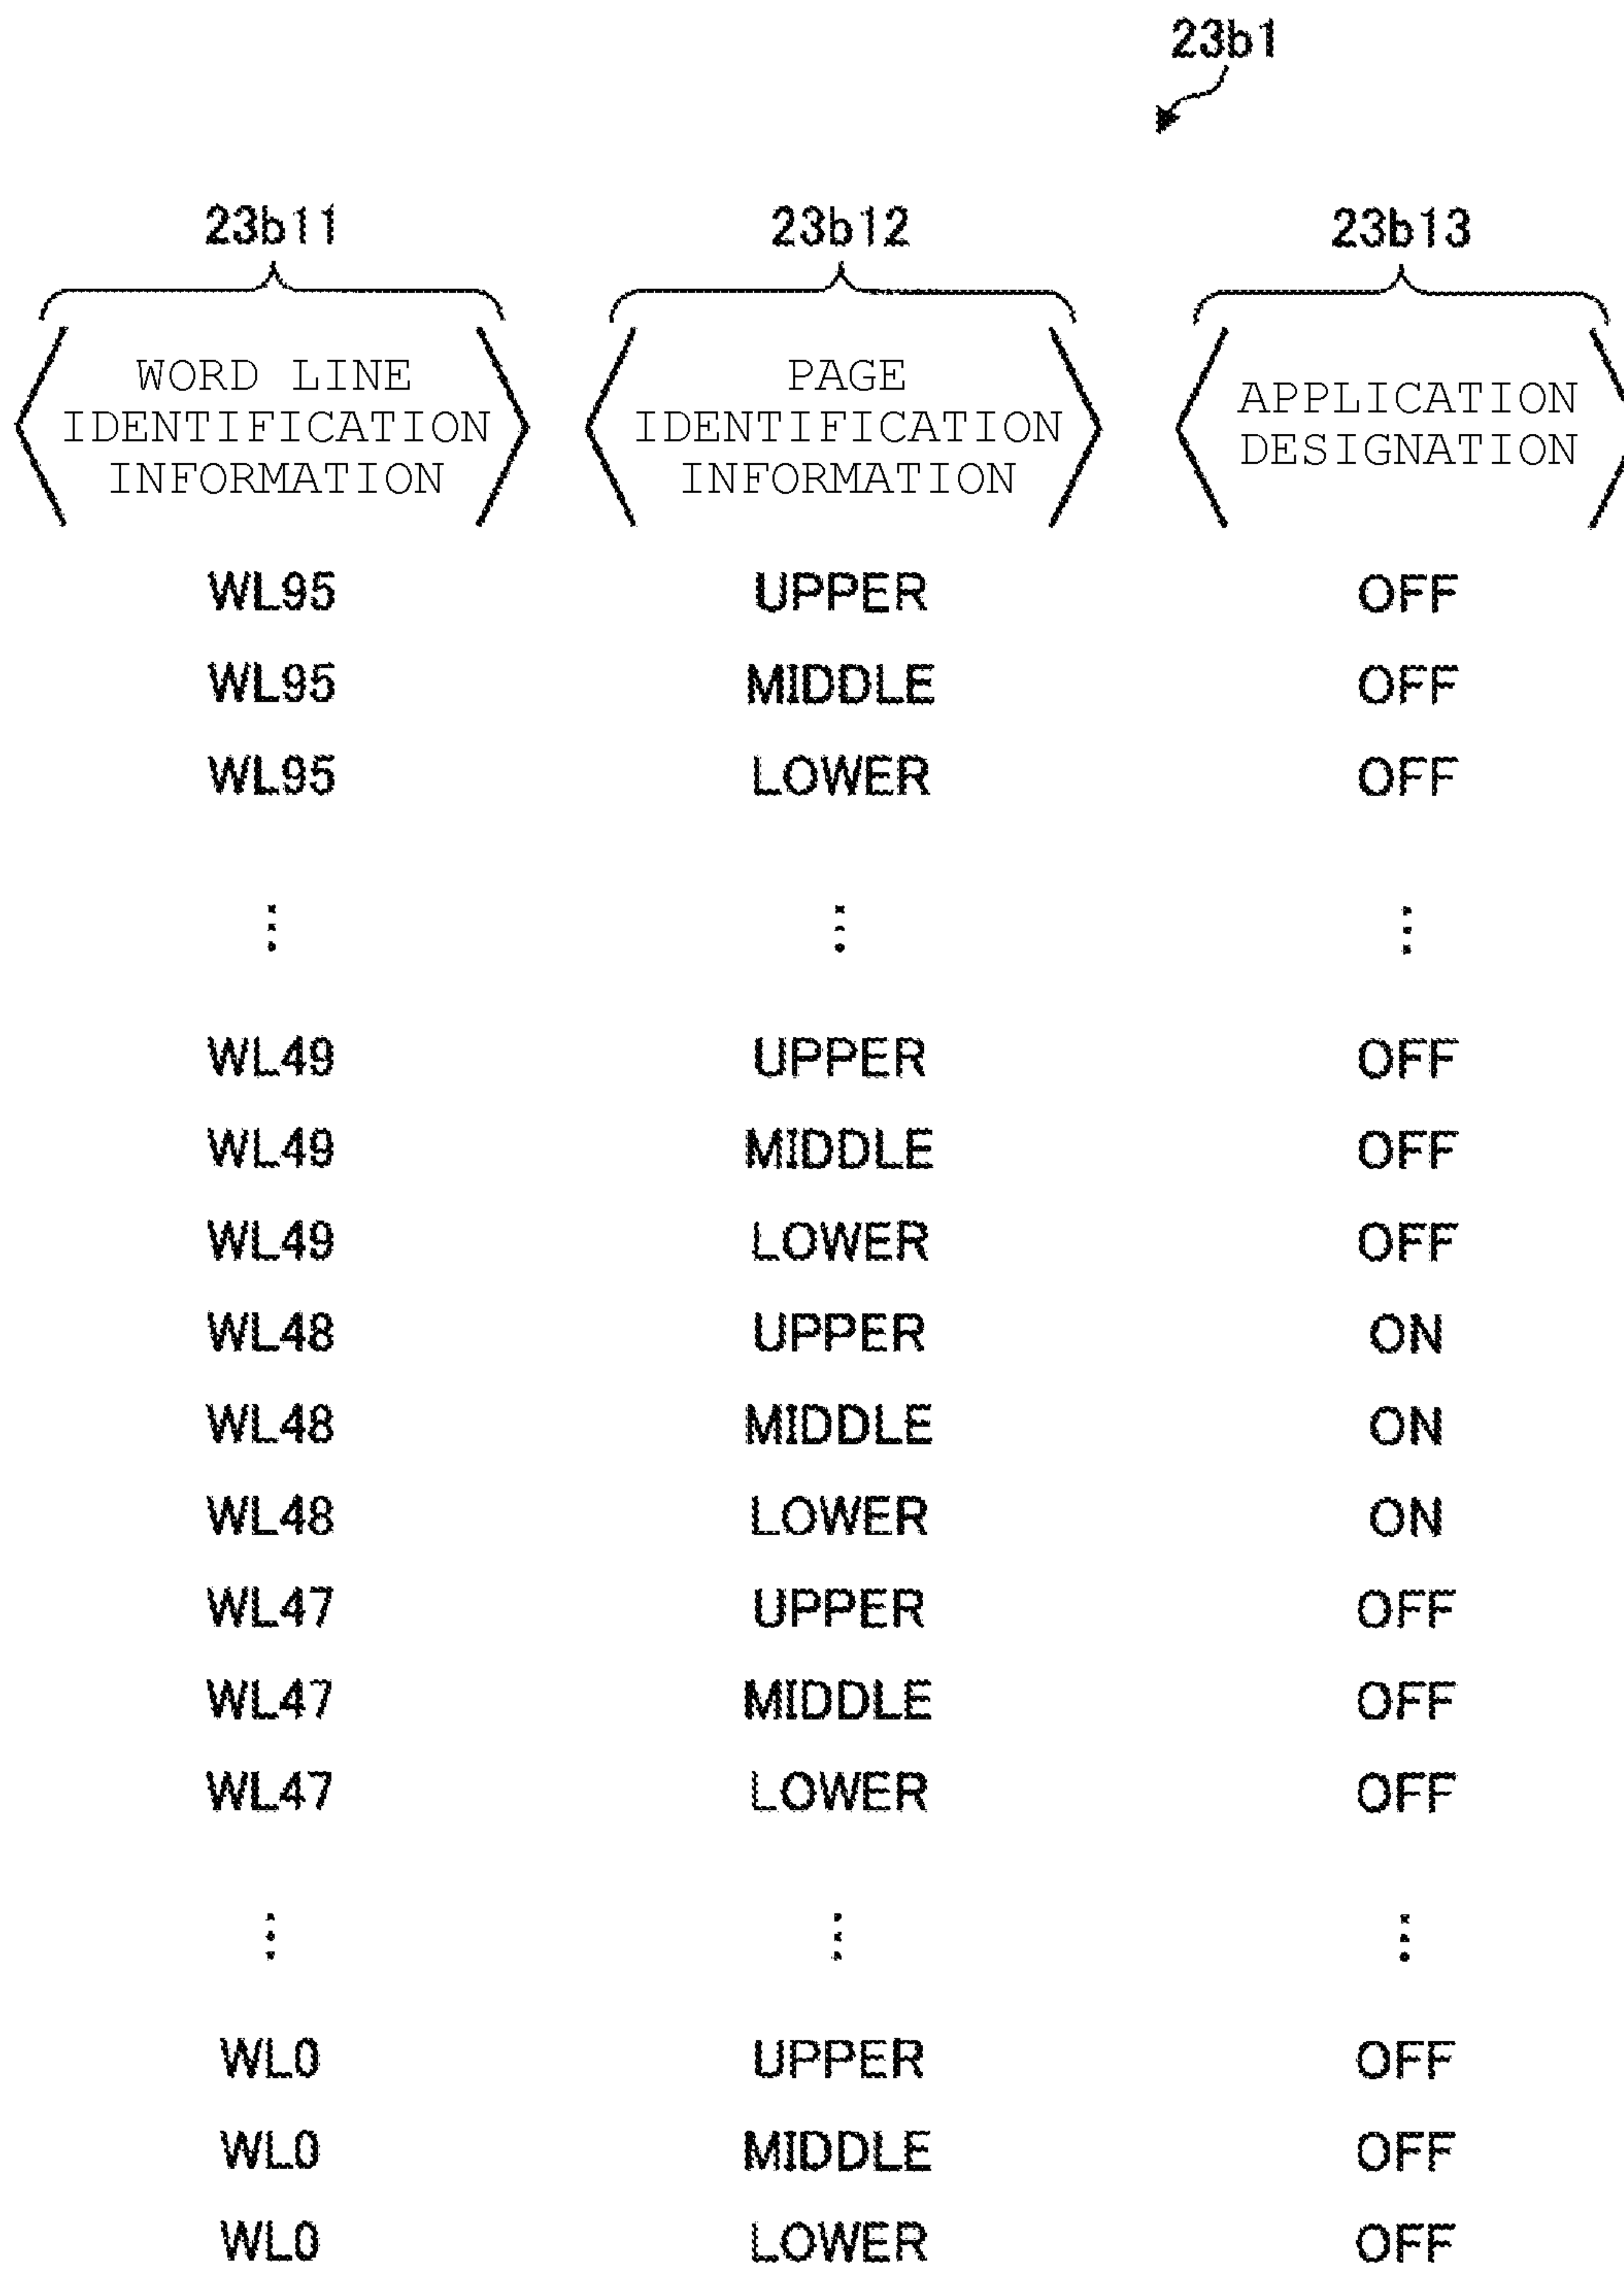 23b1
23b11 23b12 23b13
WORD LINE IDENTIFICATION INFORMATION PAGE IDENTIFICATION INFORMATION APPLICATION DESIGNATION
WL95 UPPER OFF
WL95 MIDDLE OFF
WL95 LOWER OFF
⋮ ⋮ ⋮
WL49 UPPER OFF
WL49 MIDDLE OFF
WL49 LOWER OFF
WL48 UPPER ON
WL48 MIDDLE ON
WL48 LOWER ON
WL47 UPPER OFF
WL47 MIDDLE OFF
WL47 LOWER OFF
⋮ ⋮ ⋮
WL0 UPPER OFF
WL0 MIDDLE OFF
WL0 LOWER OFF